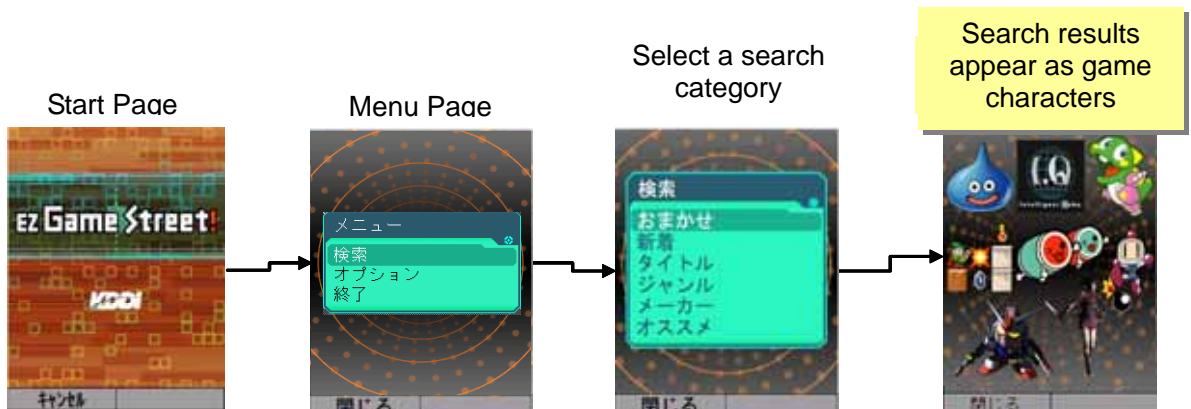 Start Page
EZ Game Street!
KDDI
キャンセル
Menu Page
メニュー
検索
オプション
終了
閉じる
Select a search
category
検索
おまかせ
新着
タイトル
ジャンル
メーカー
オススメ
閉じる
Search results
appear as game
characters
I.Q
Intelligent Qube
閉じる